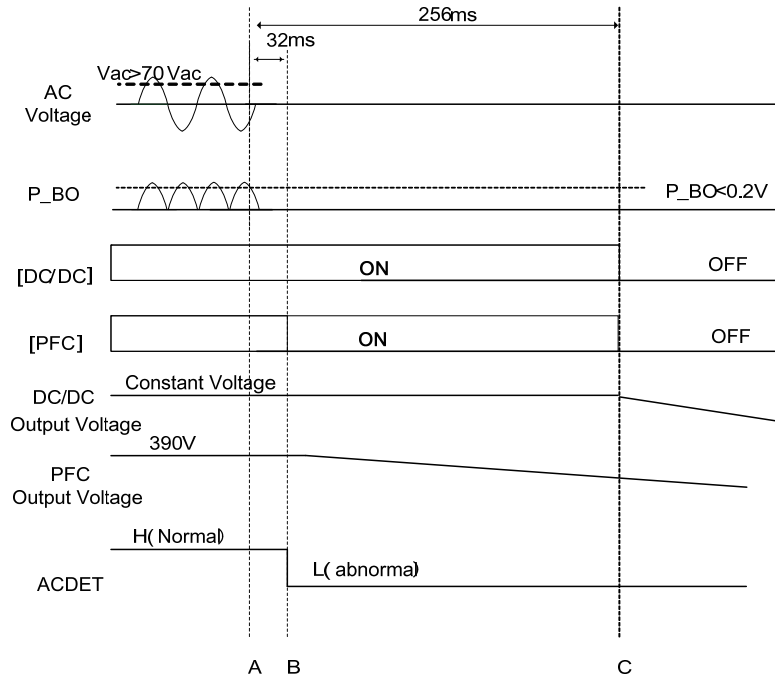 256ms
32ms
Vac>70 Vac
AC
Voltage
P_BO
P_BO<0.2V
[DC/DC]
ON
OFF
[PFC]
ON
OFF
DC/DC
Output Voltage
Constant Voltage
390V
PFC
Output Voltage
H( Normal)
L( abnormal)
ACDET
A
B
C